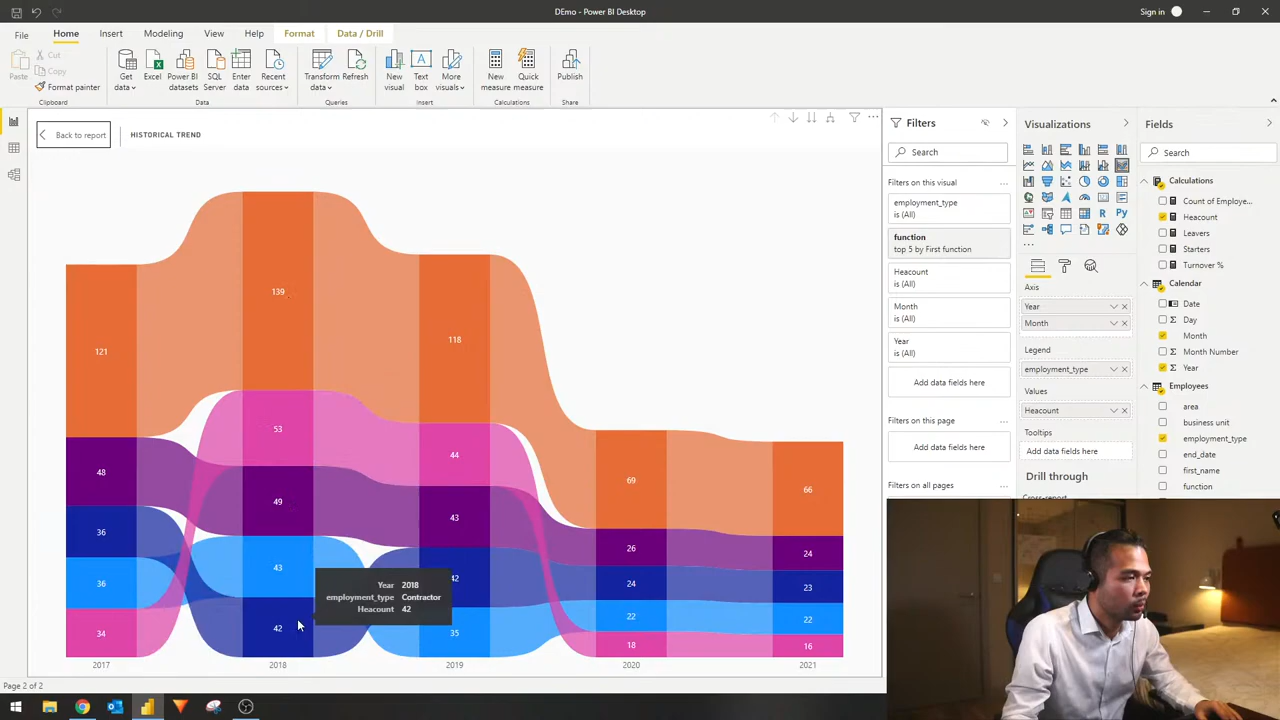 DEmo - Power BI Desktop
Sign in
File
Home
Insert
Modeling
View
Help
Format
Data / Drill
Paste
Cut
Copy
Format painter
Clipboard
Get data
Excel
Power BI datasets
SQL Server
Enter data
Recent sources
Data
Transform data
Refresh
Queries
New visual
Text box
More visuals
Insert
New measure
Quick measure
Calculations
Publish
Share
Back to report
HISTORICAL TREND
121
48
36
36
34
139
53
49
43
42
118
44
43
42
35
69
26
24
22
18
66
24
23
22
16
Year 2018
employment_type Contractor
Heacount 42
2017
2018
2019
2020
2021
Page 2 of 2
Filters
Search
Filters on this visual
employment_type
is (All)
function
top 5 by First function
Heacount
is (All)
Month
is (All)
Year
is (All)
Add data fields here
Filters on this page
Add data fields here
Filters on all pages
Visualizations
R
Py
Axis
Year
Month
Legend
employment_type
Values
Heacount
Tooltips
Add data fields here
Drill through
Fields
Search
Calculations
Count of Employe...
Heacount
Leavers
Starters
Turnover %
Calendar
Date
Day
Month
Month Number
Year
Employees
area
business unit
employment_type
end_date
first_name
function